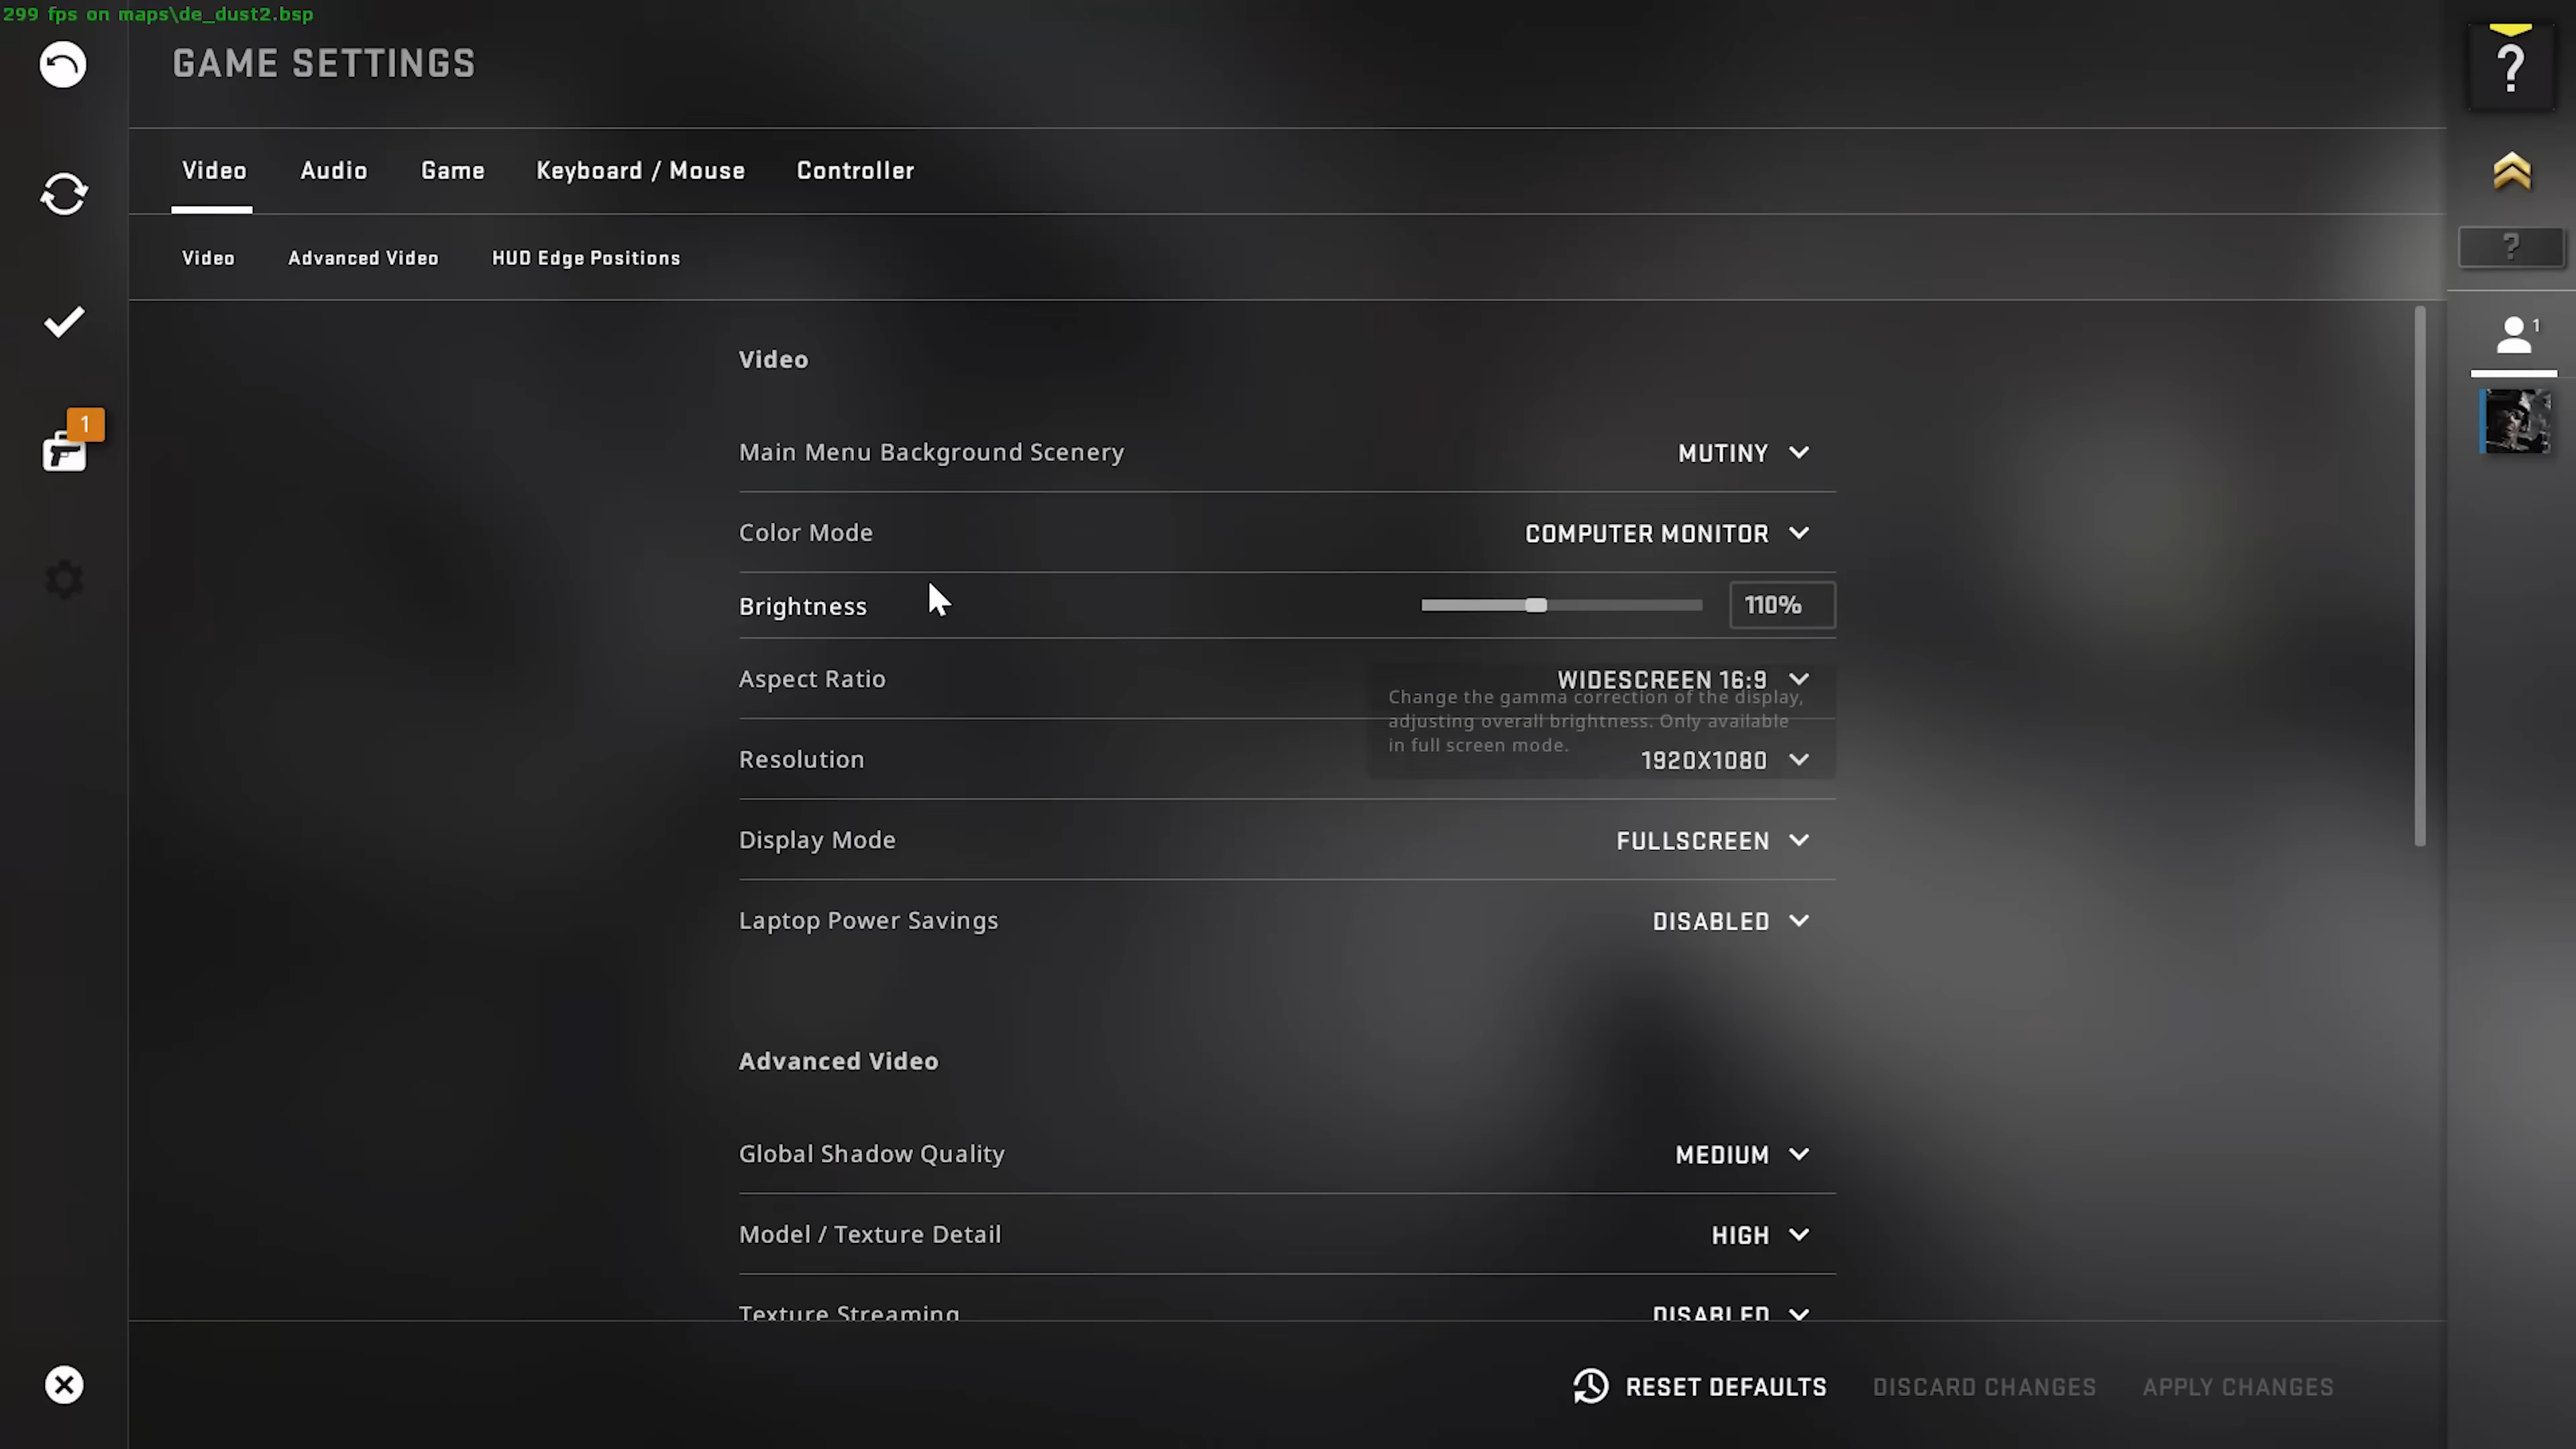 299 fps on maps\de_dust2.bsp
GAME SETTINGS
?
Video Audio Game Keyboard / Mouse Controller
?
Video Advanced Video HUD Edge Positions
1
Video
1
Main Menu Background Scenery MUTINY
Color Mode COMPUTER MONITOR
Brightness 110%
Aspect Ratio WIDESCREEN 16:9
Change the gamma correction of the display,
adjusting overall brightness. Only available
in full screen mode.
Resolution 1920X1080
Display Mode FULLSCREEN
Laptop Power Savings DISABLED
Advanced Video
Global Shadow Quality MEDIUM
Model / Texture Detail HIGH
Texture Streaming DISABLED
RESET DEFAULTS DISCARD CHANGES APPLY CHANGES